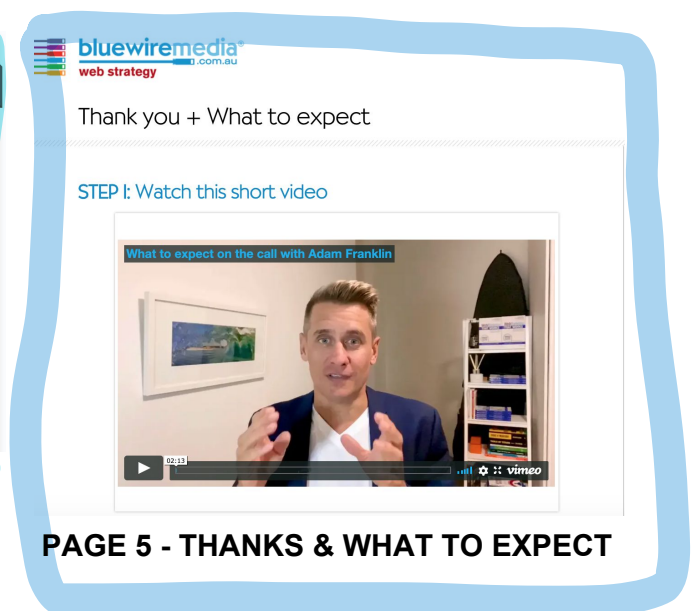 bluewiremedia®
.com.au
web strategy
Thank you + What to expect
STEP 1: Watch this short video
What to expect on the call with Adam Franklin
02:13
vimeo
PAGE 5 - THANKS & WHAT TO EXPECT